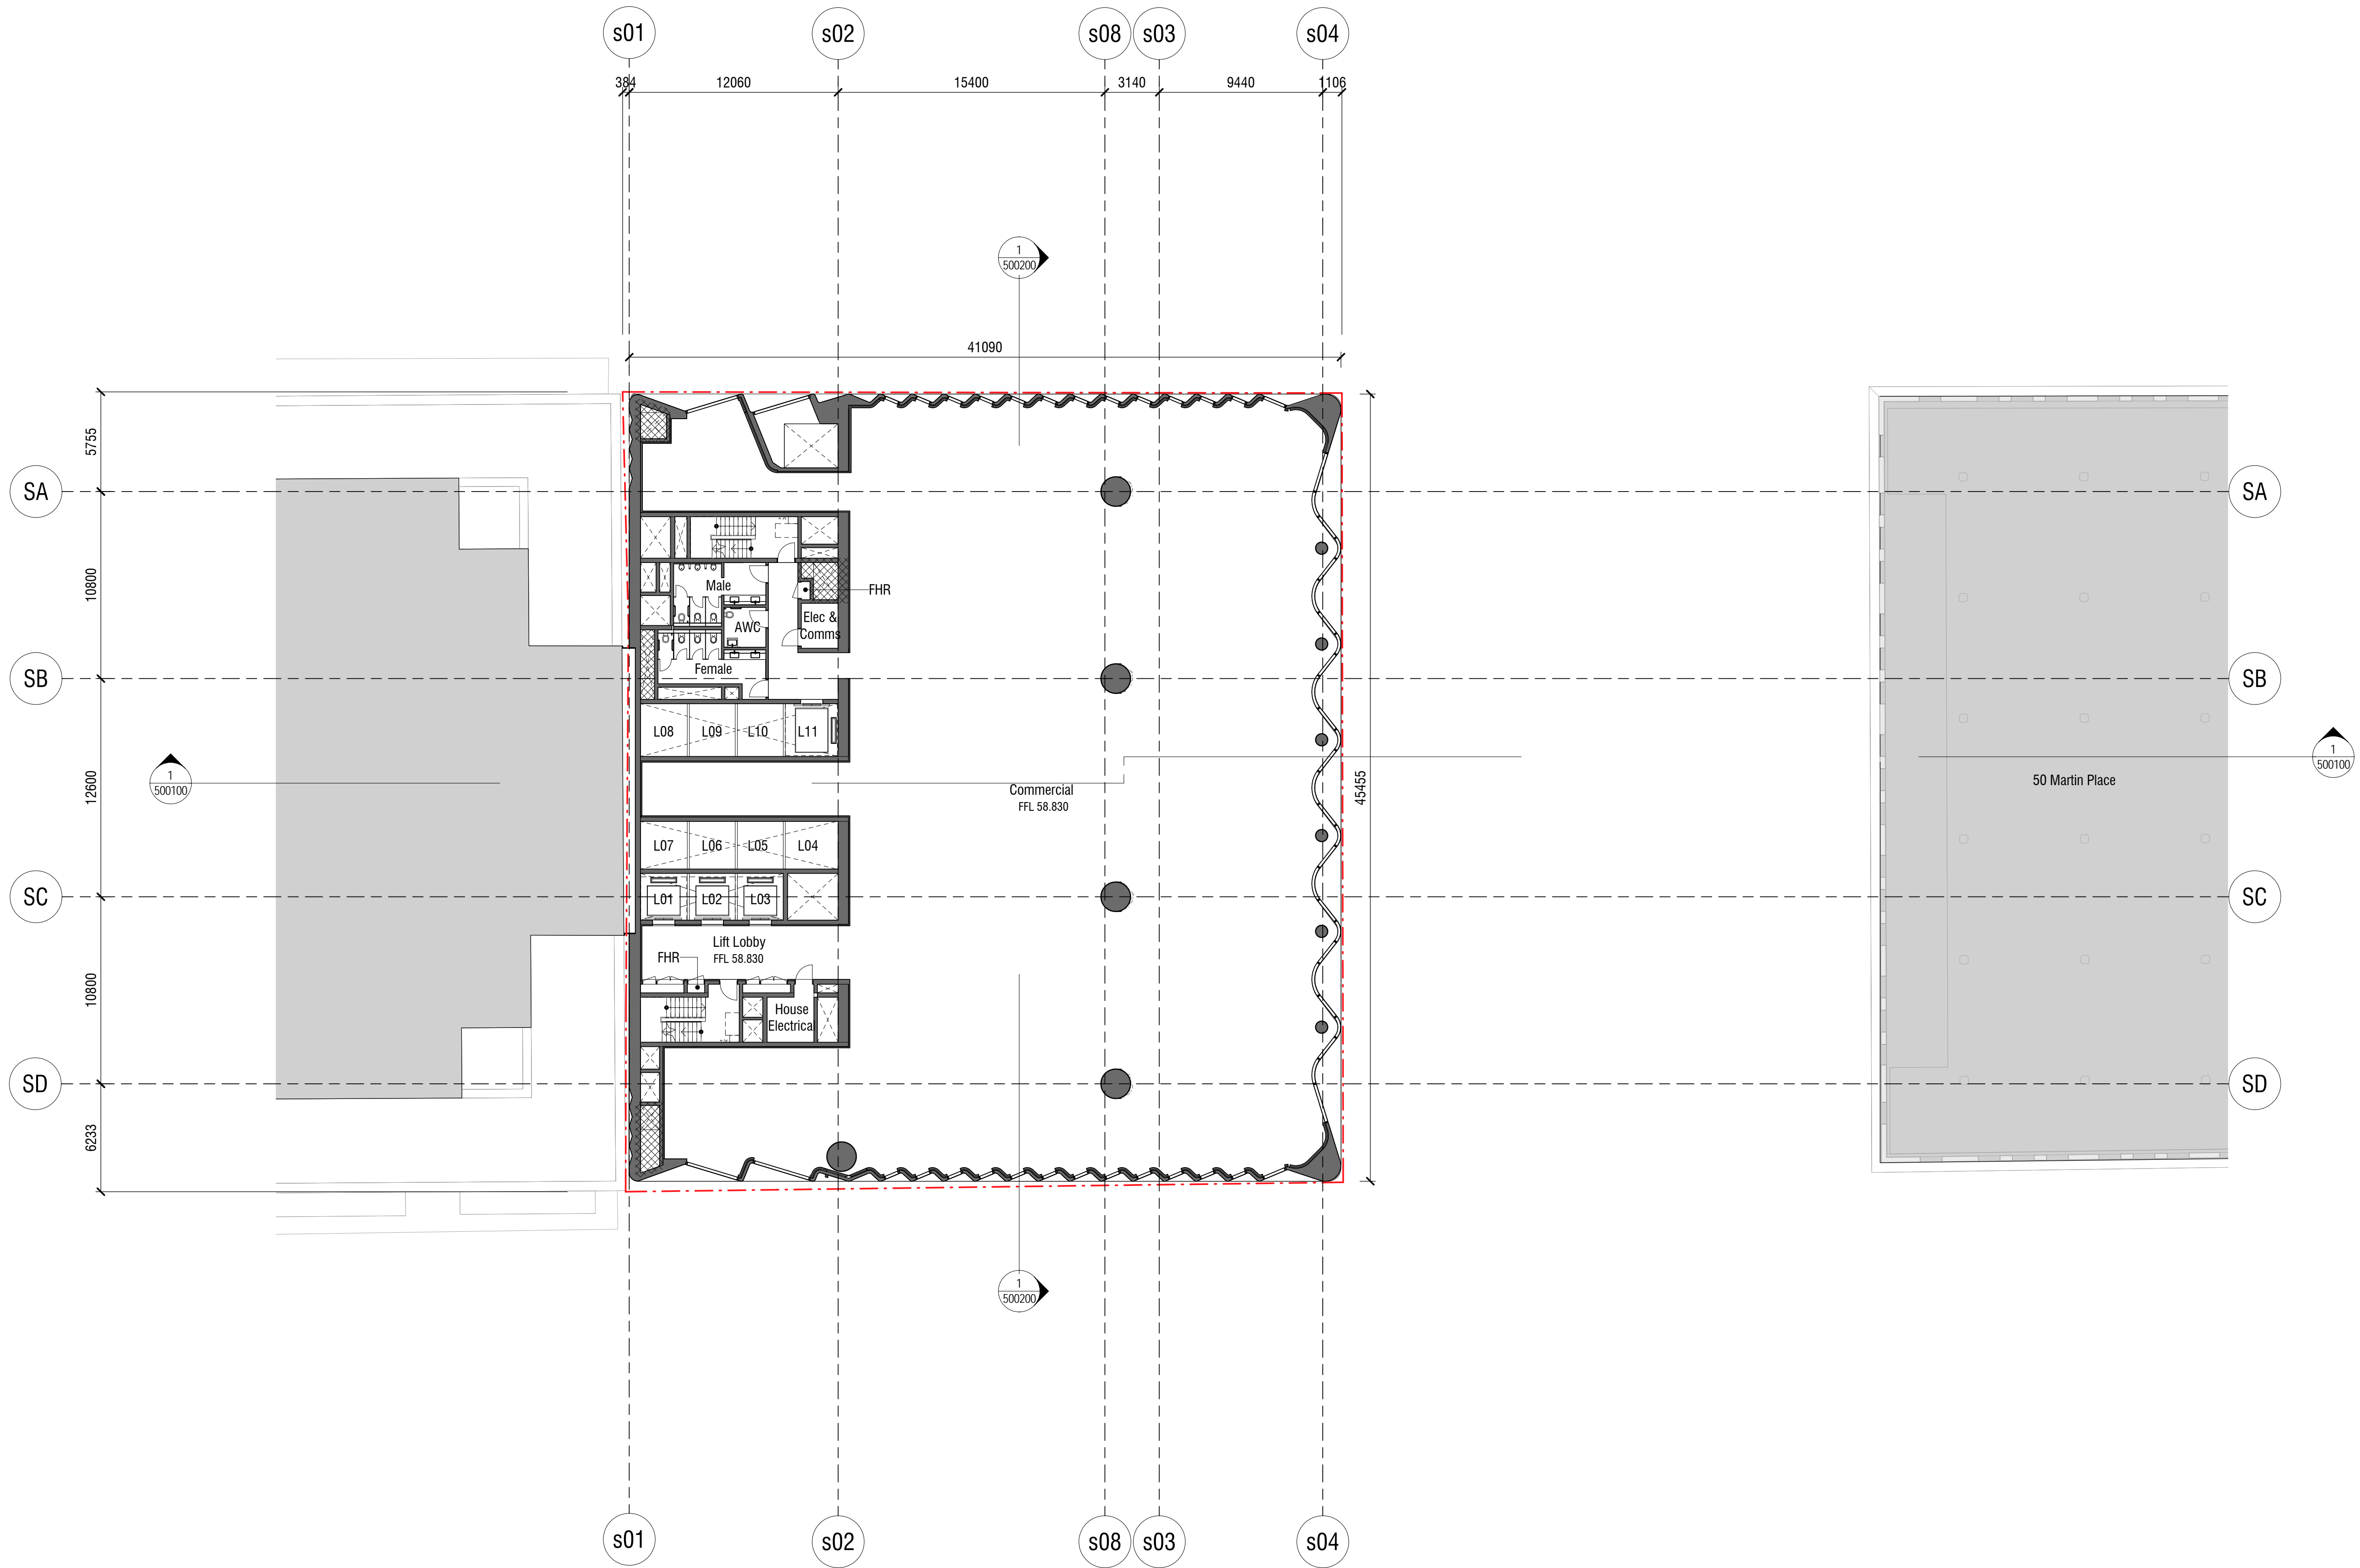 s01
s02
s08
s03
s04
384
12060
15400
3140
9440
1106
1
500200
41090
5755
SA
SA
10800
Male
FHR
AWC
Elec &
Comms
Female
SB
SB
L08
L09
L10
L11
12600
1
500100
Commercial
FFL 58.830
45455
50 Martin Place
1
500100
L07
L06
L05
L04
SC
SC
L01
L02
L03
Lift Lobby
FFL 58.830
FHR
10800
House
Electrical
SD
SD
6233
1
500200
s01
s02
s08
s03
s04